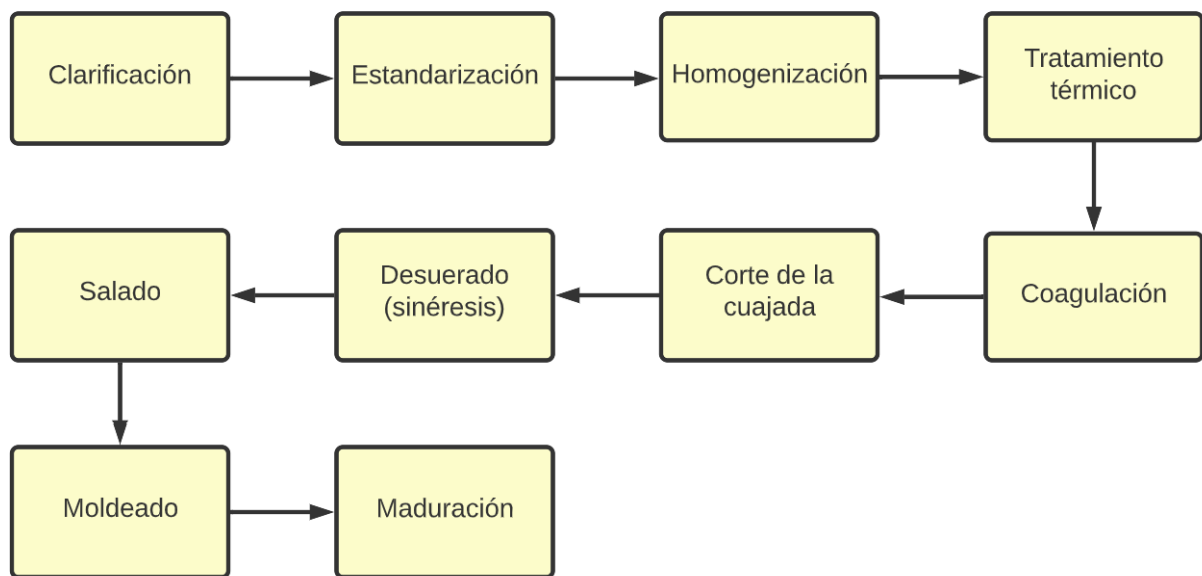 Clarificación
Estandarización
Homogenización
Tratamiento
térmico
Coagulación
Corte de la
cuajada
Desuerado
(sinéresis)
Salado
Moldeado
Maduración